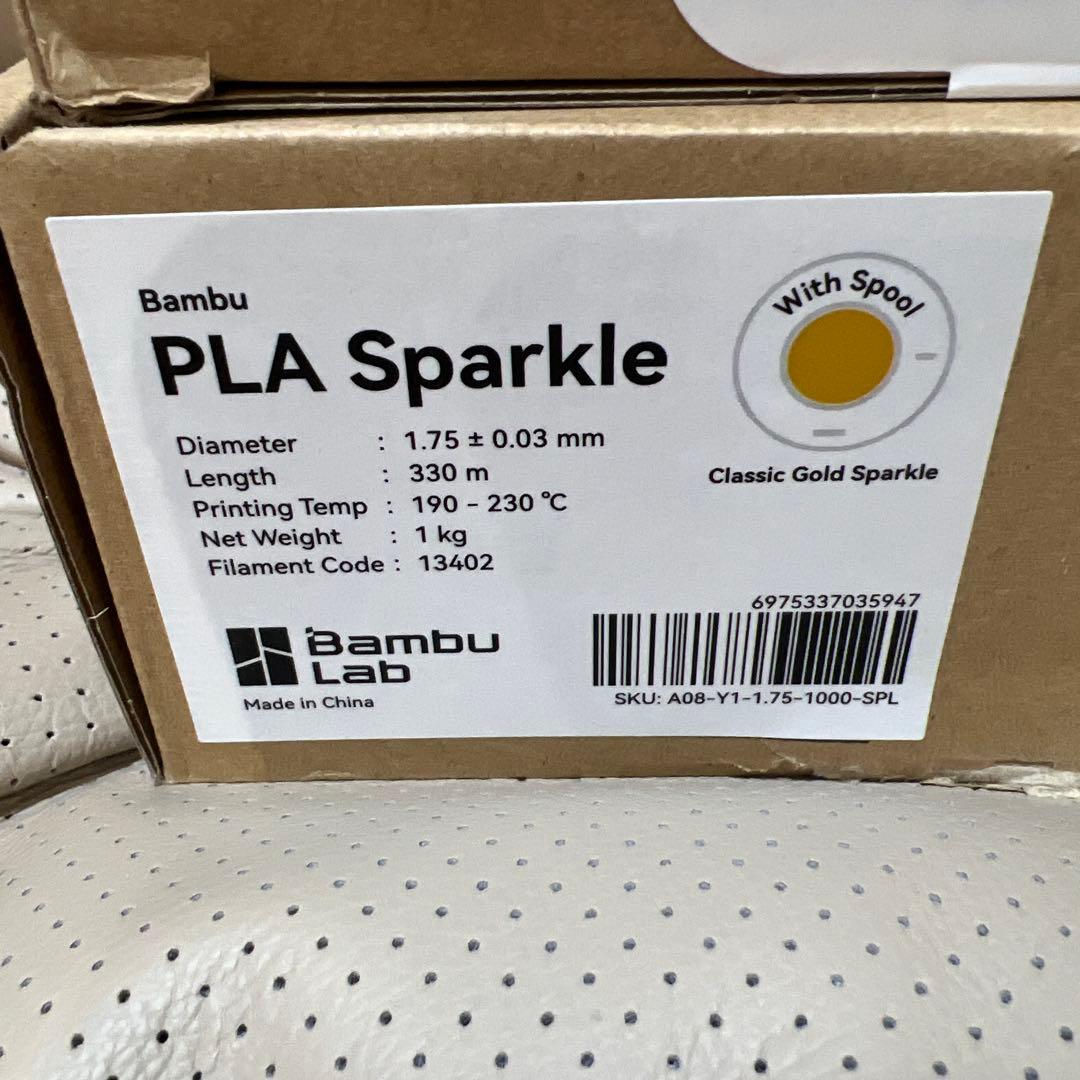 Bambu
PLA Sparkle
Diameter : 1.75 ± 0.03 mm
Length : 330 m
Printing Temp : 190 - 230 °C
Net Weight : 1 kg
Filament Code : 13402
Bambu
Lab
Made in China
With Spool
Classic Gold Sparkle
6975337035947
SKU: A08-Y1-1.75-1000-SPL